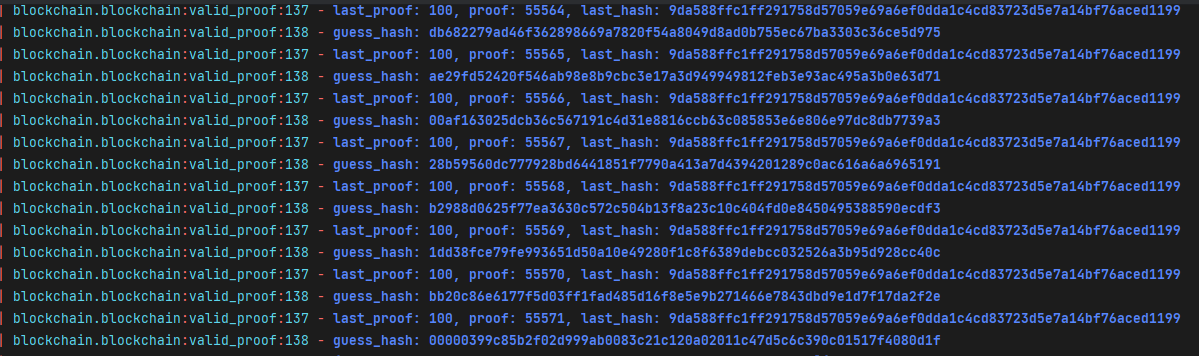 blockchain.blockchain:valid_proof:137 - last_proof: 100, proof: 55564, last_hash: 9da588ffc1ff291758d57059e69a6ef0dda1c4cd83723d5e7a14bf76aced1199
blockchain.blockchain:valid_proof:138 - guess_hash: db682279ad46f362898669a7820f54a8049d8ad0b755ec67ba3303c36ce5d975
blockchain.blockchain:valid_proof:137 - last_proof: 100, proof: 55565, last_hash: 9da588ffc1ff291758d57059e69a6ef0dda1c4cd83723d5e7a14bf76aced1199
blockchain.blockchain:valid_proof:138 - guess_hash: ae29fd52420f546ab98e8b9cbc3e17a3d949949812feb3e93ac495a3b0e63d71
blockchain.blockchain:valid_proof:137 - last_proof: 100, proof: 55566, last_hash: 9da588ffc1ff291758d57059e69a6ef0dda1c4cd83723d5e7a14bf76aced1199
blockchain.blockchain:valid_proof:138 - guess_hash: 00af163025dcb36c567191c4d31e8816ccb63c085853e6e806e97dc8db7739a3
blockchain.blockchain:valid_proof:137 - last_proof: 100, proof: 55567, last_hash: 9da588ffc1ff291758d57059e69a6ef0dda1c4cd83723d5e7a14bf76aced1199
blockchain.blockchain:valid_proof:138 - guess_hash: 28b59560dc777928bd6441851f7790a413a7d4394201289c0ac616a6a6965191
blockchain.blockchain:valid_proof:137 - last_proof: 100, proof: 55568, last_hash: 9da588ffc1ff291758d57059e69a6ef0dda1c4cd83723d5e7a14bf76aced1199
blockchain.blockchain:valid_proof:138 - guess_hash: b2988d0625f77ea3630c572c504b13f8a23c10c404fd0e8450495388590ecdf3
blockchain.blockchain:valid_proof:137 - last_proof: 100, proof: 55569, last_hash: 9da588ffc1ff291758d57059e69a6ef0dda1c4cd83723d5e7a14bf76aced1199
blockchain.blockchain:valid_proof:138 - guess_hash: 1dd38fce79fe993651d50a10e49280f1c8f6389debcc032526a3b95d928cc40c
blockchain.blockchain:valid_proof:137 - last_proof: 100, proof: 55570, last_hash: 9da588ffc1ff291758d57059e69a6ef0dda1c4cd83723d5e7a14bf76aced1199
blockchain.blockchain:valid_proof:138 - guess_hash: bb20c86e6177f5d03ff1fad485d16f8e5e9b271466e7843dbd9e1d7f17da2f2e
blockchain.blockchain:valid_proof:137 - last_proof: 100, proof: 55571, last_hash: 9da588ffc1ff291758d57059e69a6ef0dda1c4cd83723d5e7a14bf76aced1199
blockchain.blockchain:valid_proof:138 - guess_hash: 00000399c85b2f02d999ab0083c21c120a02011c47d5c6c390c01517f4080d1f